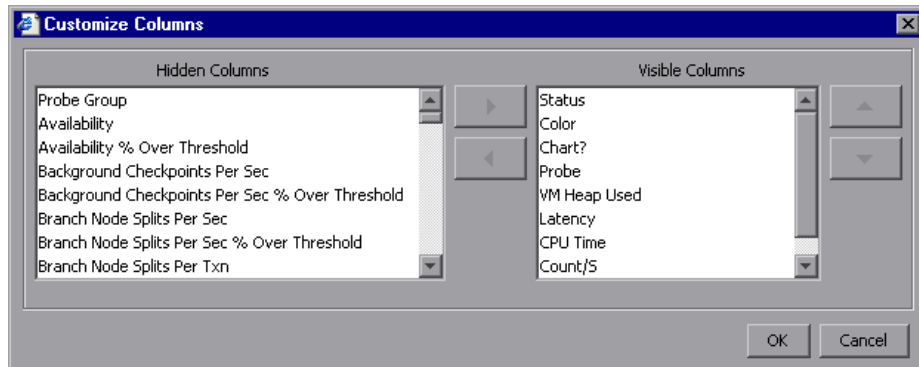 Customize Columns
Hidden Columns
Probe Group
Availability
Availability % Over Threshold
Background Checkpoints Per Sec
Background Checkpoints Per Sec % Over Threshold
Branch Node Splits Per Sec
Branch Node Splits Per Sec % Over Threshold
Branch Node Splits Per Txn
Visible Columns
Status
Color
Chart?
Probe
VM Heap Used
Latency
CPU Time
Count/S
OK
Cancel